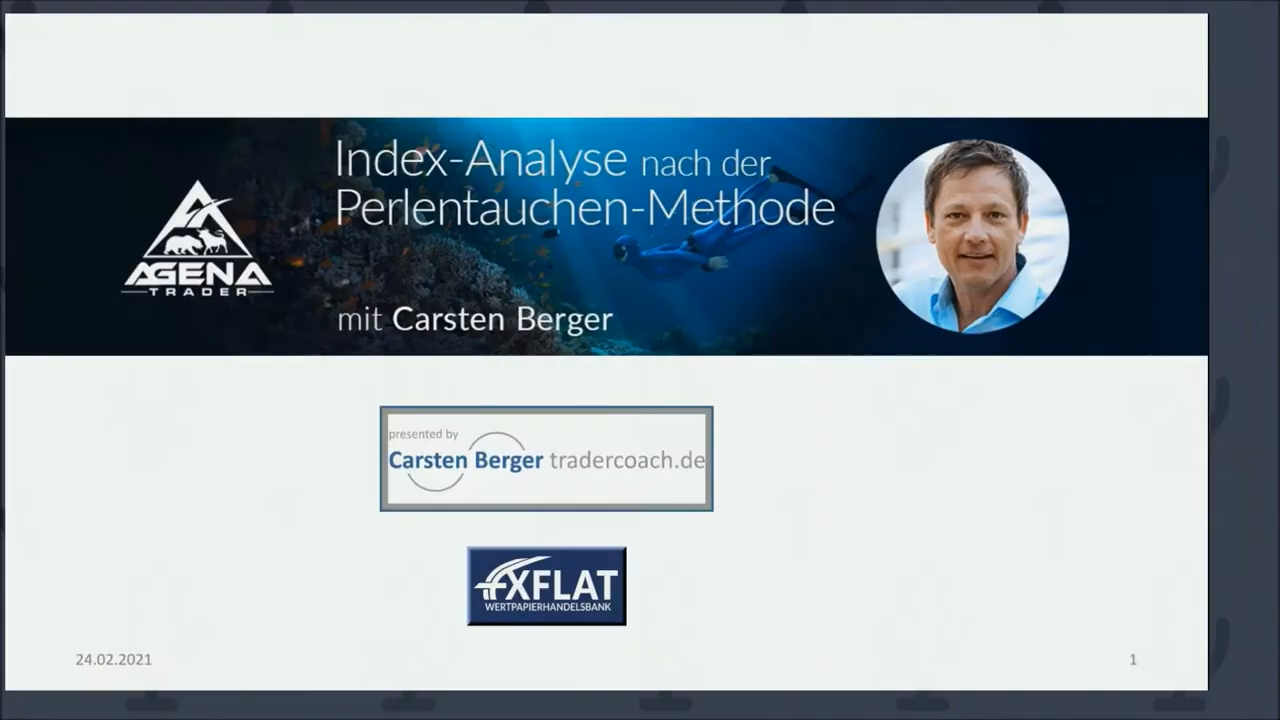 Index-Analyse nach der
Perlentauchen-Methode
AGENA
TRADER
mit Carsten Berger
presented by
Carsten Berger tradercoach.de
FXFLAT
WERTPAPIERHANDELSBANK
24.02.2021
1